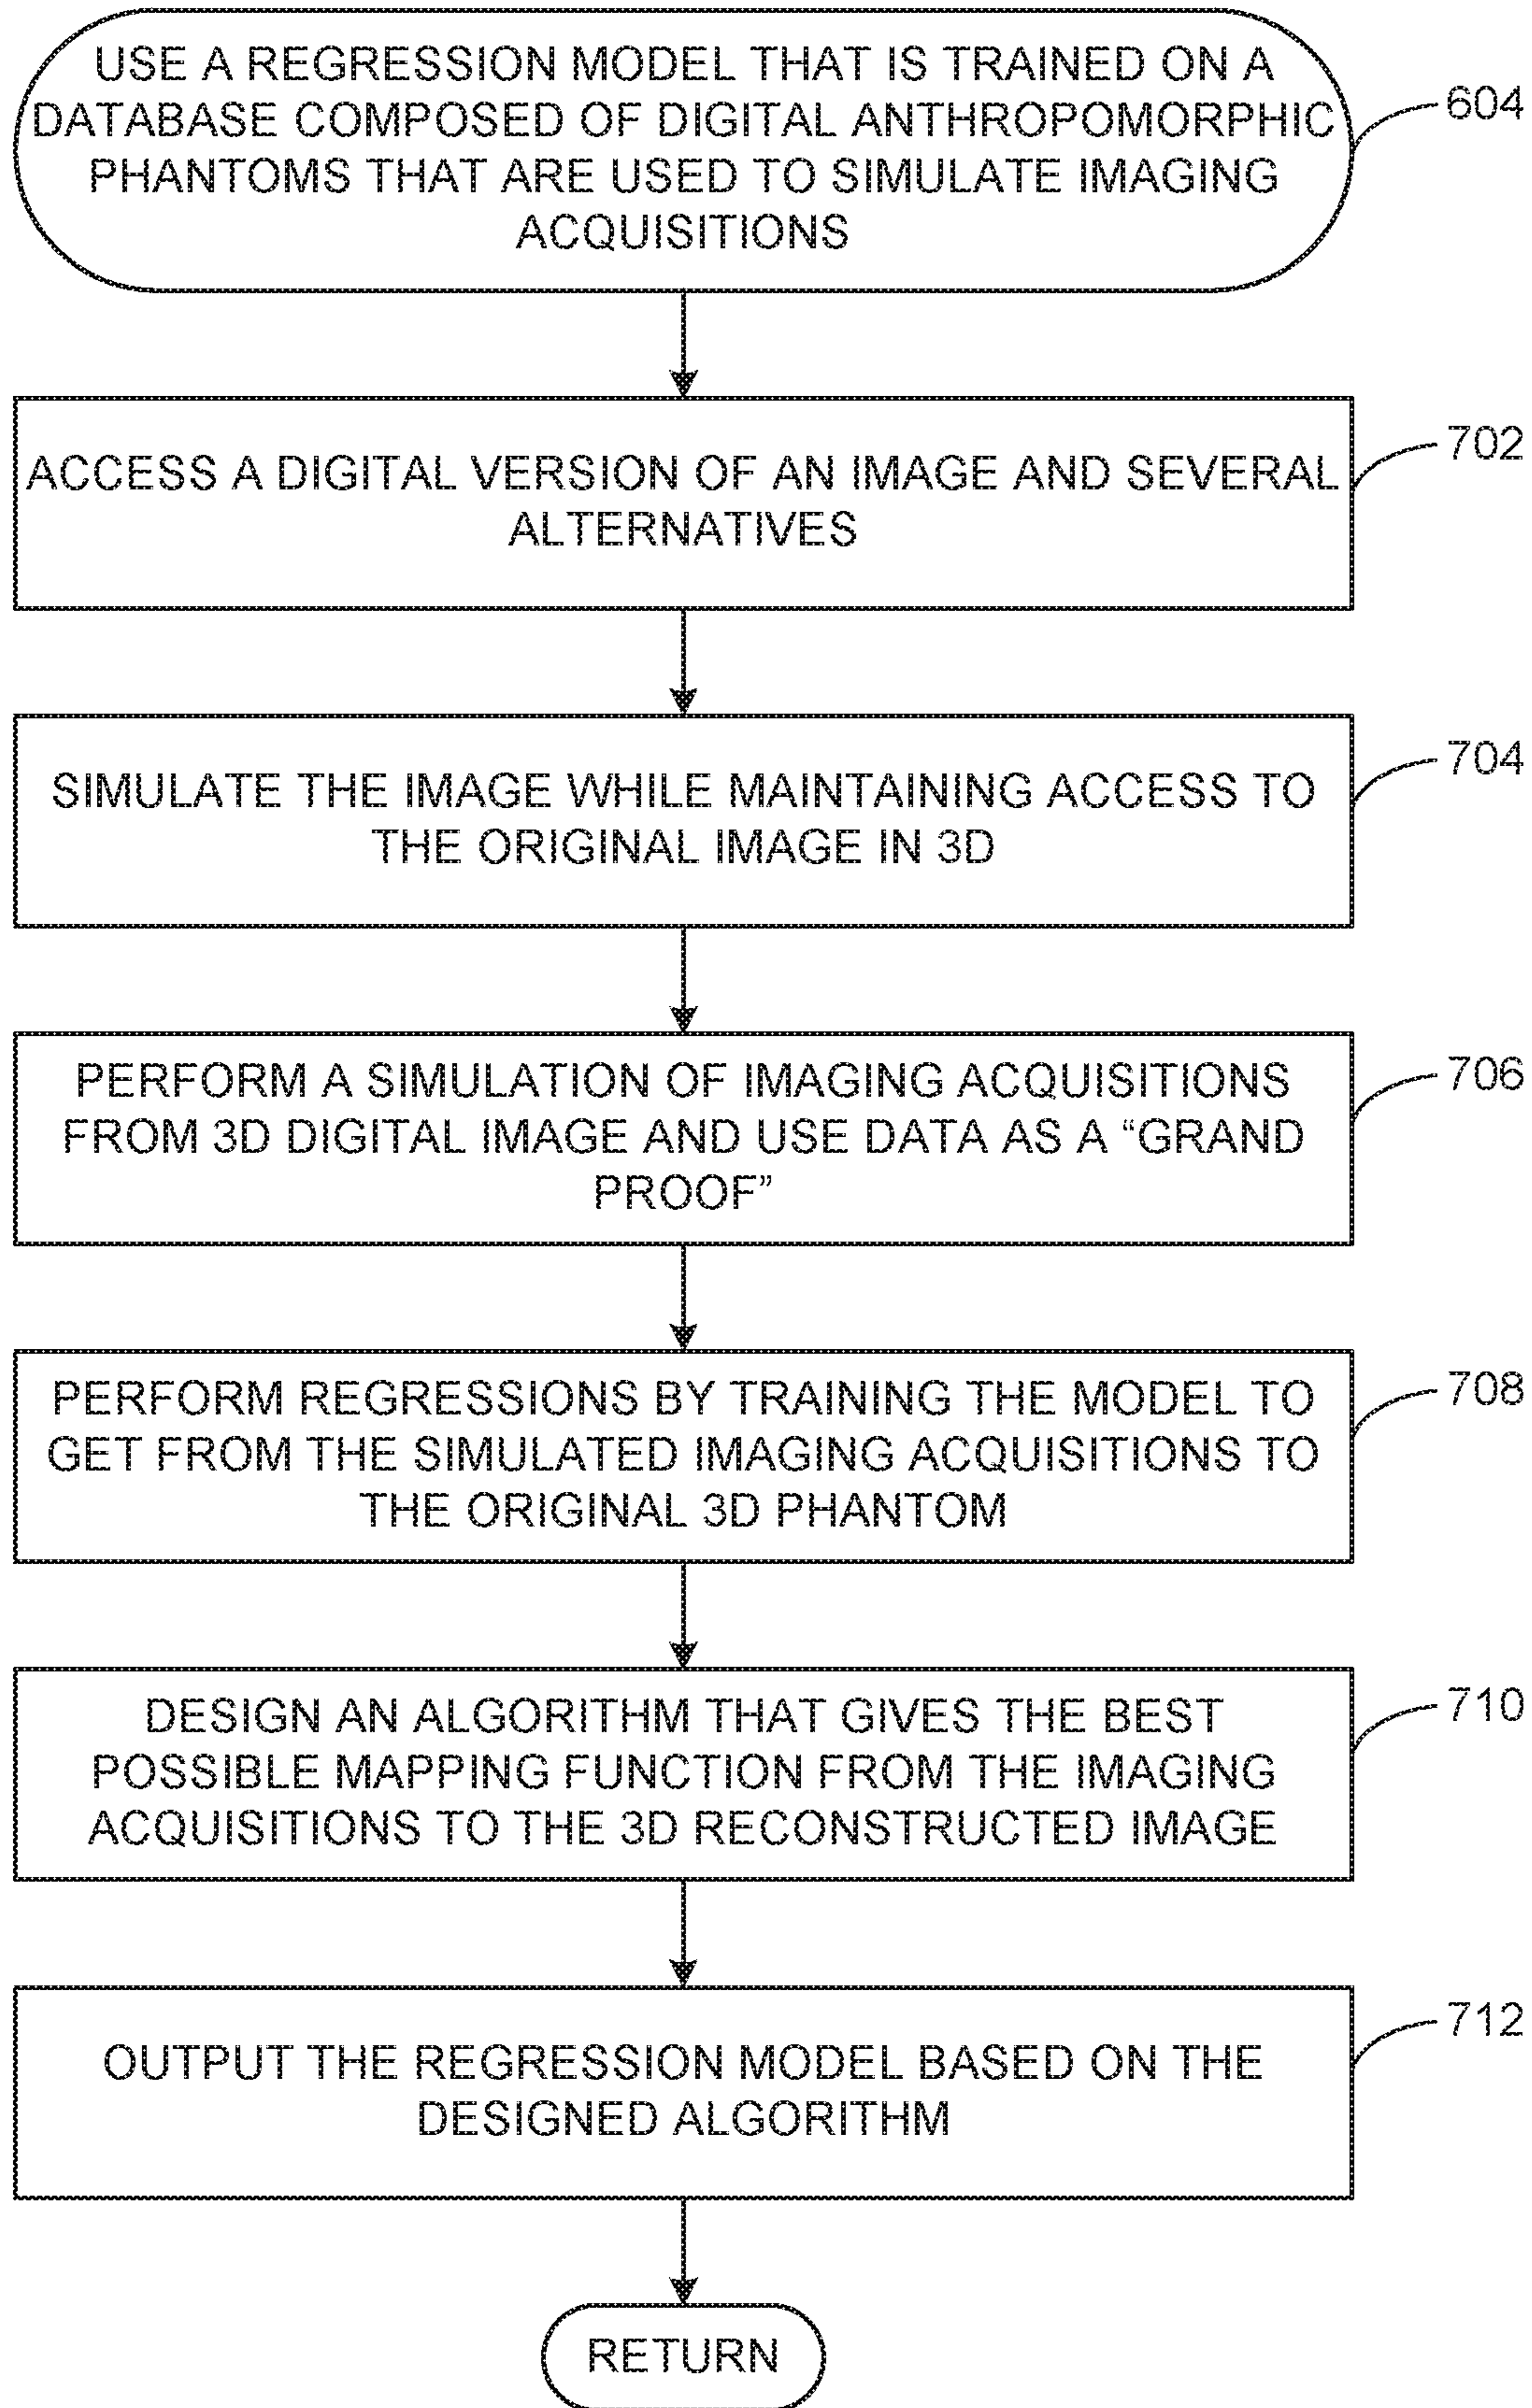 USE A REGRESSION MODEL THAT IS TRAINED ON A
DATABASE COMPOSED OF DIGITAL ANTHROPOMORPHIC
PHANTOMS THAT ARE USED TO SIMULATE IMAGING
ACQUISITIONS
604
ACCESS A DIGITAL VERSION OF AN IMAGE AND SEVERAL
ALTERNATIVES
702
SIMULATE THE IMAGE WHILE MAINTAINING ACCESS TO
THE ORIGINAL IMAGE IN 3D
704
PERFORM A SIMULATION OF IMAGING ACQUISITIONS
FROM 3D DIGITAL IMAGE AND USE DATA AS A “GRAND
PROOF”
706
PERFORM REGRESSIONS BY TRAINING THE MODEL TO
GET FROM THE SIMULATED IMAGING ACQUISITIONS TO
THE ORIGINAL 3D PHANTOM
708
DESIGN AN ALGORITHM THAT GIVES THE BEST
POSSIBLE MAPPING FUNCTION FROM THE IMAGING
ACQUISITIONS TO THE 3D RECONSTRUCTED IMAGE
710
OUTPUT THE REGRESSION MODEL BASED ON THE
DESIGNED ALGORITHM
712
RETURN